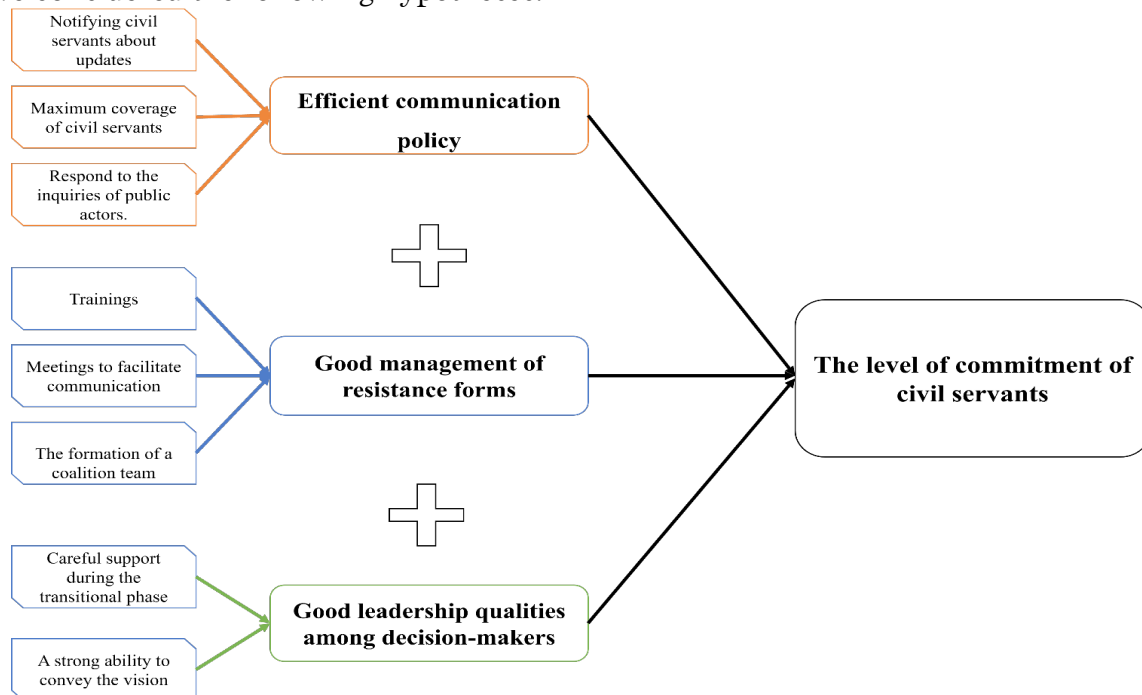 Notifying civil
servants about
updates
Maximum coverage
of civil servants
Respond to the
inquiries of public
actors.
Efficient communication
policy
Trainings
Meetings to facilitate
communication
The formation of a
coalition team
Good management of
resistance forms
The level of commitment of
civil servants
Careful support
during the
transitional phase
A strong ability to
convey the vision
Good leadership qualities
among decision-makers